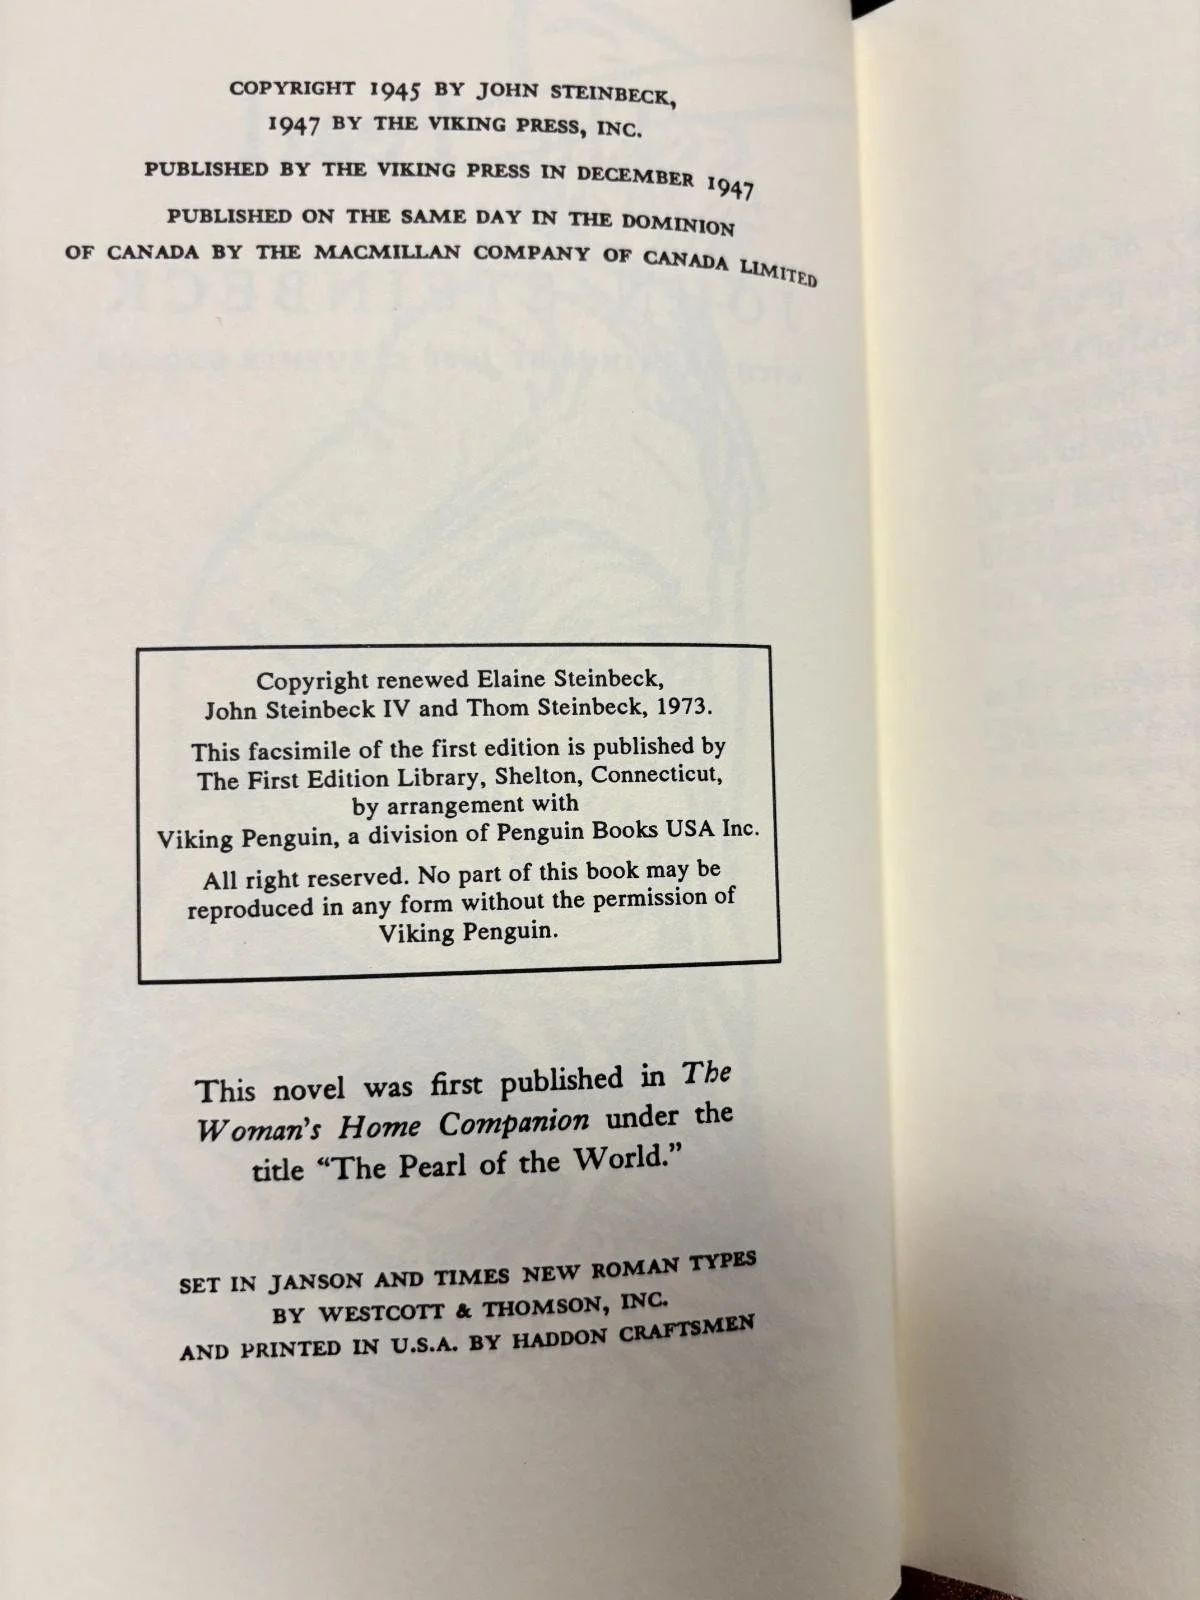 COPYRIGHT 1945 BY JOHN STEINBECK,
1947 BY THE VIKING PRESS, INC.
PUBLISHED BY THE VIKING PRESS IN DECEMBER 1947
PUBLISHED ON THE SAME DAY IN THE DOMINION
OF CANADA BY THE MACMILLAN COMPANY OF CANADA LIMITED
Copyright renewed Elaine Steinbeck,
John Steinbeck IV and Thom Steinbeck, 1973.
This facsimile of the first edition is published by
The First Edition Library, Shelton, Connecticut,
by arrangement with
Viking Penguin, a division of Penguin Books USA Inc.
All right reserved. No part of this book may be
reproduced in any form without the permission of
Viking Penguin.
This novel was first published in The
Woman's Home Companion under the
title “The Pearl of the World.”
SET IN JANSON AND TIMES NEW ROMAN TYPES
BY WESTCOTT & THOMSON, INC.
AND PRINTED IN U.S.A. BY HADDON CRAFTSMEN